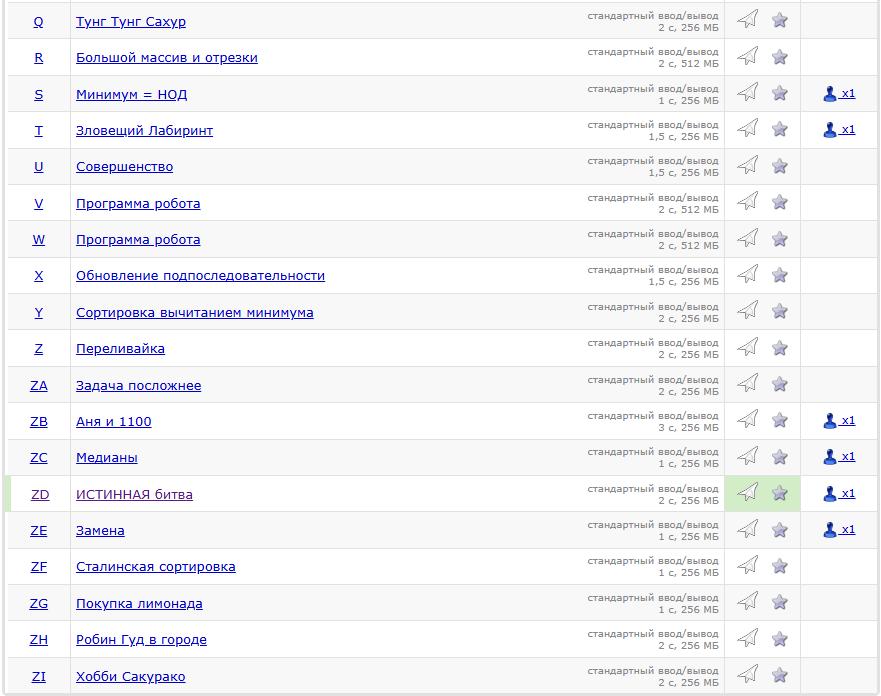 Q Тунг Тунг Сахур стандартный ввод/вывод
2 с, 256 МБ
R Большой массив и отрезки стандартный ввод/вывод
2 с, 512 МБ
S Минимум = НОД стандартный ввод/вывод x1
1 с, 256 МБ
T Зловещий Лабиринт стандартный ввод/вывод x1
1,5 с, 256 МБ
U Совершенство стандартный ввод/вывод
1,5 с, 256 МБ
V Программа робота стандартный ввод/вывод
2 с, 512 МБ
W Программа робота стандартный ввод/вывод
2 с, 512 МБ
X Обновление подпоследовательности стандартный ввод/вывод
1,5 с, 256 МБ
Y Сортировка вычитанием минимума стандартный ввод/вывод
2 с, 256 МБ
Z Переливайка стандартный ввод/вывод
2 с, 256 МБ
ZA Задача посложнее стандартный ввод/вывод
2 с, 256 МБ
ZB Аня и 1100 стандартный ввод/вывод x1
3 с, 256 МБ
ZC Медианы стандартный ввод/вывод x1
1 с, 256 МБ
ZD ИСТИННАЯ битва стандартный ввод/вывод x1
2 с, 256 МБ
ZE Замена стандартный ввод/вывод x1
1 с, 256 МБ
ZF Сталинская сортировка стандартный ввод/вывод
1 с, 256 МБ
ZG Покупка лимонада стандартный ввод/вывод
1 с, 256 МБ
ZH Робин Гуд в городе стандартный ввод/вывод
2 с, 256 МБ
ZI Хобби Сакурако стандартный ввод/вывод
2 с, 256 МБ